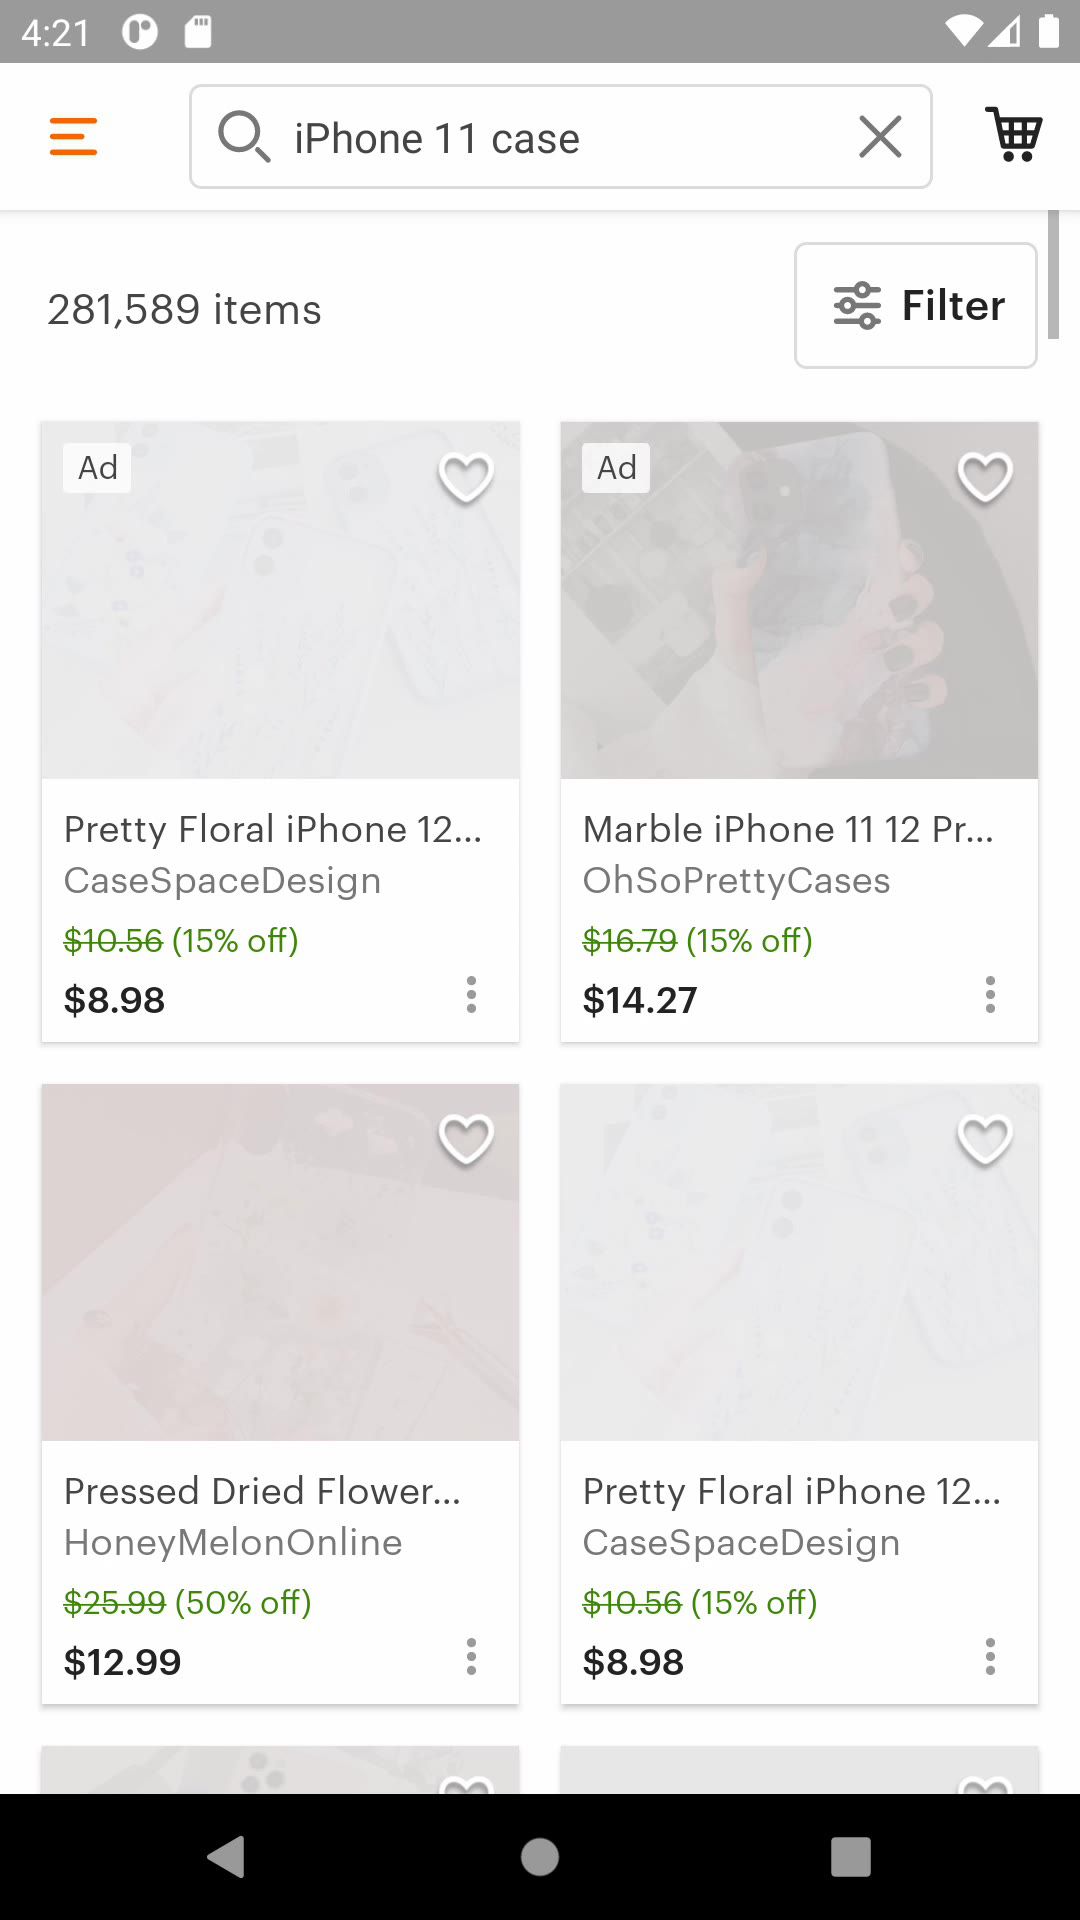 4:21
iPhone 11 case
281,589 items
Filter
Ad
Ad
Pretty Floral iPhone 12...
CaseSpaceDesign
$10.56 (15% off)
$8.98
Marble iPhone 11 12 Pr...
OhSoPrettyCases
$16.79 (15% off)
$14.27
Pressed Dried Flower...
HoneyMelonOnline
$25.99 (50% off)
$12.99
Pretty Floral iPhone 12...
CaseSpaceDesign
$10.56 (15% off)
$8.98